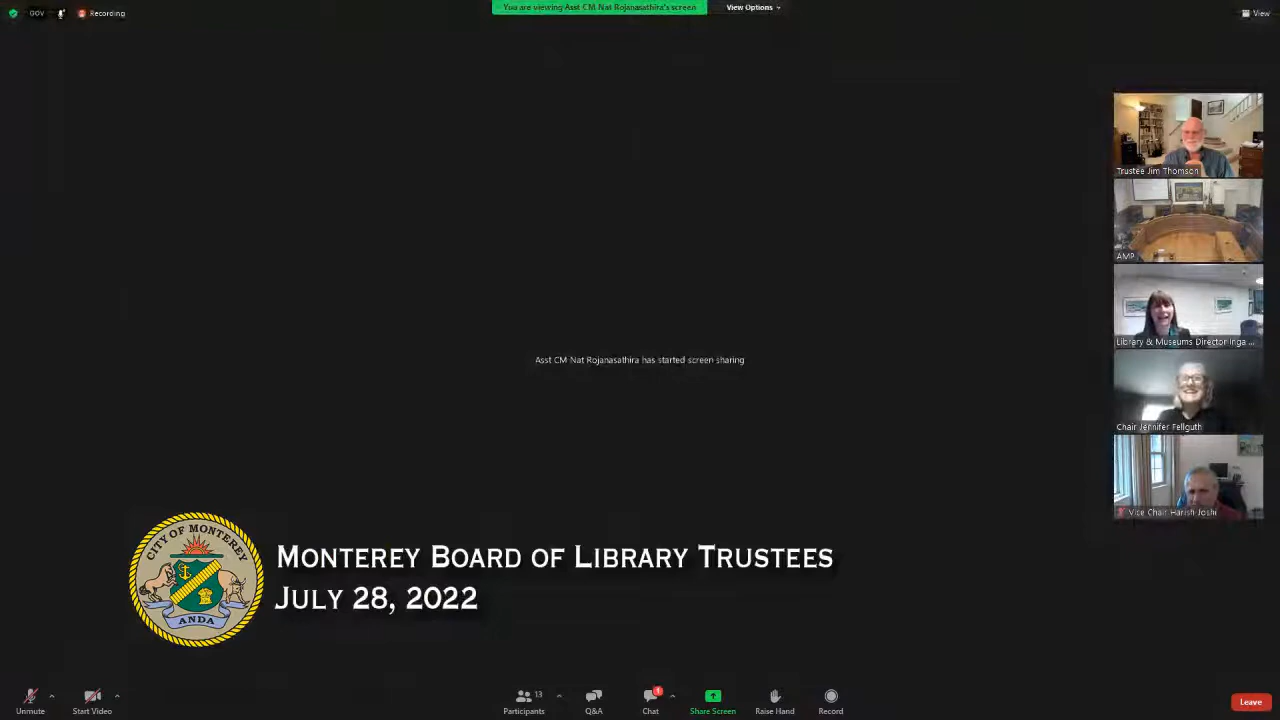 GOV
Recording
You are viewing Asst CM Nat Rojanasathira's screen
View Options
View
Trustee Jim Thomson
AMP
Library & Museums Director Inga ...
Chair Jennifer Fellguth
Vice Chair Harish Joshi
Asst CM Nat Rojanasathira has started screen sharing
CITY OF MONTEREY
ANDA
Monterey Board of Library Trustees
July 28, 2022
Unmute
Start Video
13
Participants
Q&A
1
Chat
Share Screen
Raise Hand
Record
Leave